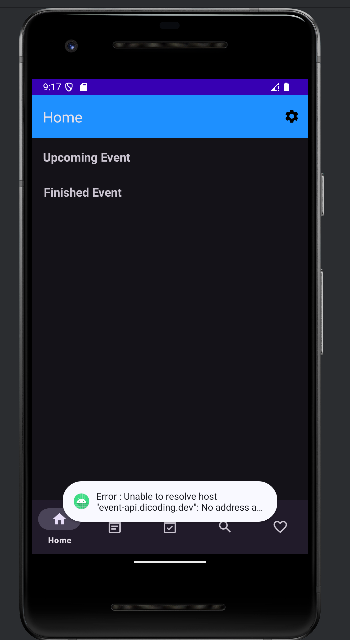 9:17
Home
Upcoming Event
Finished Event
Error : Unable to resolve host
"event-api.dicoding.dev": No address a...
Home